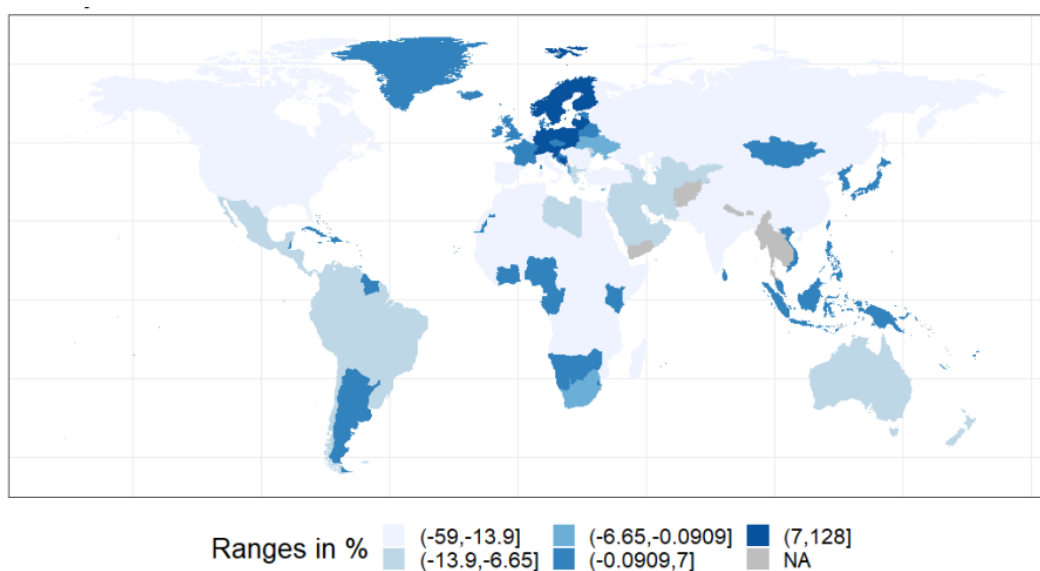 Ranges in %
(-59,-13.9]
(-13.9,-6.65]
(-6.65,-0.0909]
(-0.0909,7]
(7,128]
NA